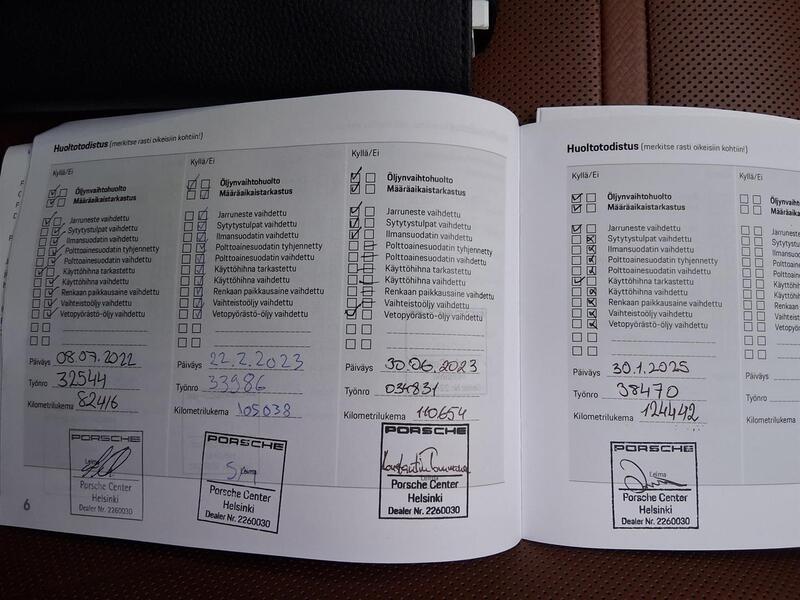 Huoltotodistus (merkitse rasti oikeisiin kohtiin!)
Kyllä/Ei
Öljynvaihtohuolto
Määräaikaistarkastus
Jarruneste vaihdettu
Sytytystulpat vaihdettu
Ilmansuodatin vaihdettu
Polttoainesuodatin tyhjennetty
Polttoainesuodatin vaihdettu
Käyttöhihna tarkastettu
Käyttöhihna vaihdettu
Renkaan paikkausaine vaihdettu
Vaihteistoöljy vaihdettu
Vetopyörästö-öljy vaihdettu
Päiväys 08.07.2022
Työnro 32544
Kilometrilukema 82416
PORSCHE
Leima
Porsche Center
Helsinki
Dealer Nr. 2260030
6
Kyllä/Ei
Öljynvaihtohuolto
Määräaikaistarkastus
Jarruneste vaihdettu
Sytytystulpat vaihdettu
Ilmansuodatin vaihdettu
Polttoainesuodatin tyhjennetty
Polttoainesuodatin vaihdettu
Käyttöhihna tarkastettu
Käyttöhihna vaihdettu
Renkaan paikkausaine vaihdettu
Vaihteistoöljy vaihdettu
Vetopyörästö-öljy vaihdettu
Päiväys 22.2.2023
Työnro 33986
Kilometrilukema 105038
PORSCHE
Leima
Porsche Center
Helsinki
Dealer Nr. 2260030
Kyllä/Ei
Öljynvaihtohuolto
Määräaikaistarkastus
Jarruneste vaihdettu
Sytytystulpat vaihdettu
Ilmansuodatin vaihdettu
Polttoainesuodatin tyhjennetty
Polttoainesuodatin vaihdettu
Käyttöhihna tarkastettu
Käyttöhihna vaihdettu
Renkaan paikkausaine vaihdettu
Vaihteistoöljy vaihdettu
Vetopyörästö-öljy vaihdettu
Päiväys 30.06.2023
Työnro 034831
Kilometrilukema 110654
PORSCHE
Leima
Porsche Center
Helsinki
Dealer Nr. 2260030
Huoltotodistus (merkitse rasti oikeisiin kohtiin!)
Kyllä/Ei
Öljynvaihtohuolto
Määräaikaistarkastus
Jarruneste vaihdettu
Sytytystulpat vaihdettu
Ilmansuodatin vaihdettu
Polttoainesuodatin tyhjennetty
Polttoainesuodatin vaihdettu
Käyttöhihna tarkastettu
Käyttöhihna vaihdettu
Renkaan paikkausaine vaihdettu
Vaihteistoöljy vaihdettu
Vetopyörästö-öljy vaihdettu
Päiväys 30.1.2025
Työnro 38470
Kilometrilukema 124442
PORSCHE
Leima
Porsche Center
Helsinki
Dealer Nr. 2260030
Kyllä/Ei
Päiväys
Työnro